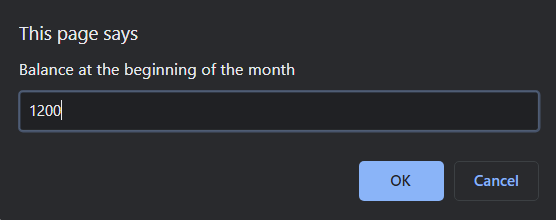 This page says
Balance at the beginning of the month
1200
OK
Cancel